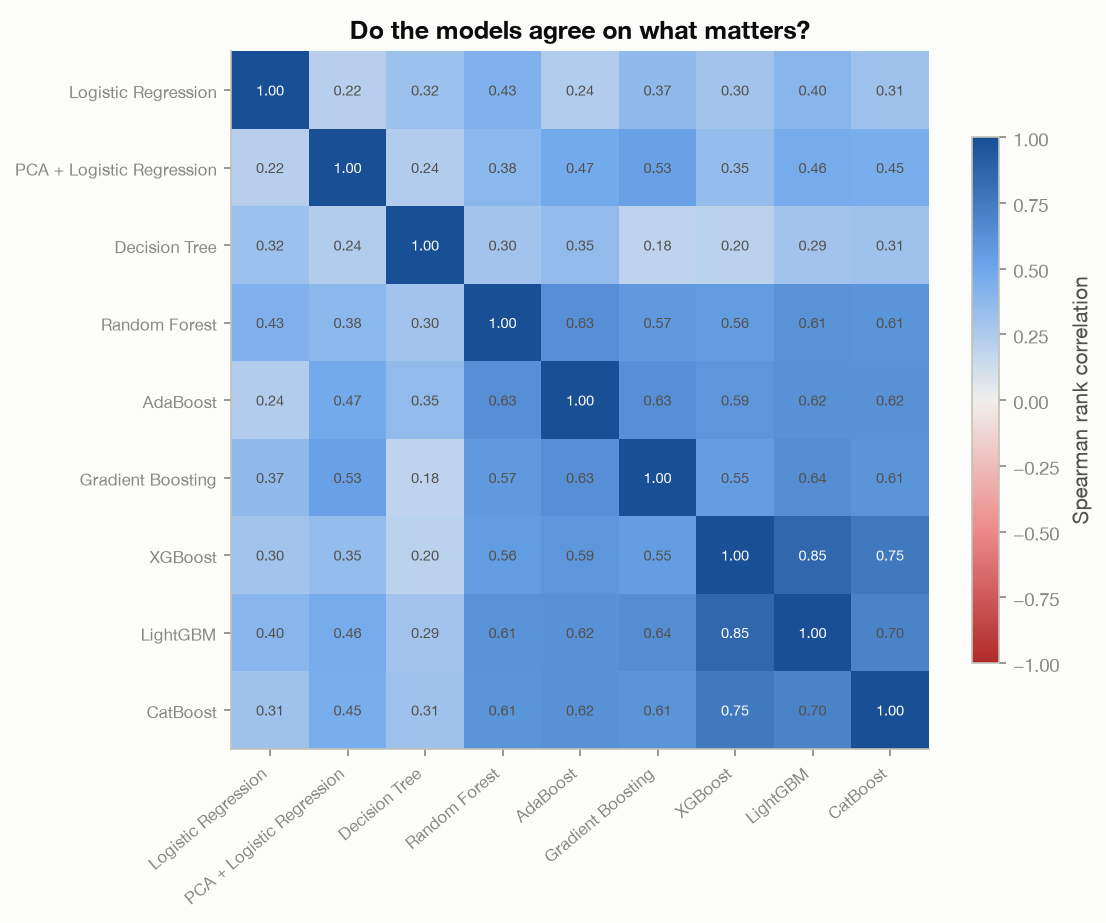 Do the models agree on what matters?
Logistic Regression 1.00 0.22 0.32 0.43 0.24 0.37 0.30 0.40 0.31
PCA + Logistic Regression 0.22 1.00 0.24 0.38 0.47 0.53 0.35 0.46 0.45
Decision Tree 0.32 0.24 1.00 0.30 0.35 0.18 0.20 0.29 0.31
Random Forest 0.43 0.38 0.30 1.00 0.63 0.57 0.56 0.61 0.61
AdaBoost 0.24 0.47 0.35 0.63 1.00 0.63 0.59 0.62 0.62
Gradient Boosting 0.37 0.53 0.18 0.57 0.63 1.00 0.55 0.64 0.61
XGBoost 0.30 0.35 0.20 0.56 0.59 0.55 1.00 0.85 0.75
LightGBM 0.40 0.46 0.29 0.61 0.62 0.64 0.85 1.00 0.70
CatBoost 0.31 0.45 0.31 0.61 0.62 0.61 0.75 0.70 1.00
Logistic Regression
PCA + Logistic Regression
Decision Tree
Random Forest
AdaBoost
Gradient Boosting
XGBoost
LightGBM
CatBoost
1.00
0.75
0.50
0.25
0.00
−0.25
−0.50
−0.75
−1.00
Spearman rank correlation